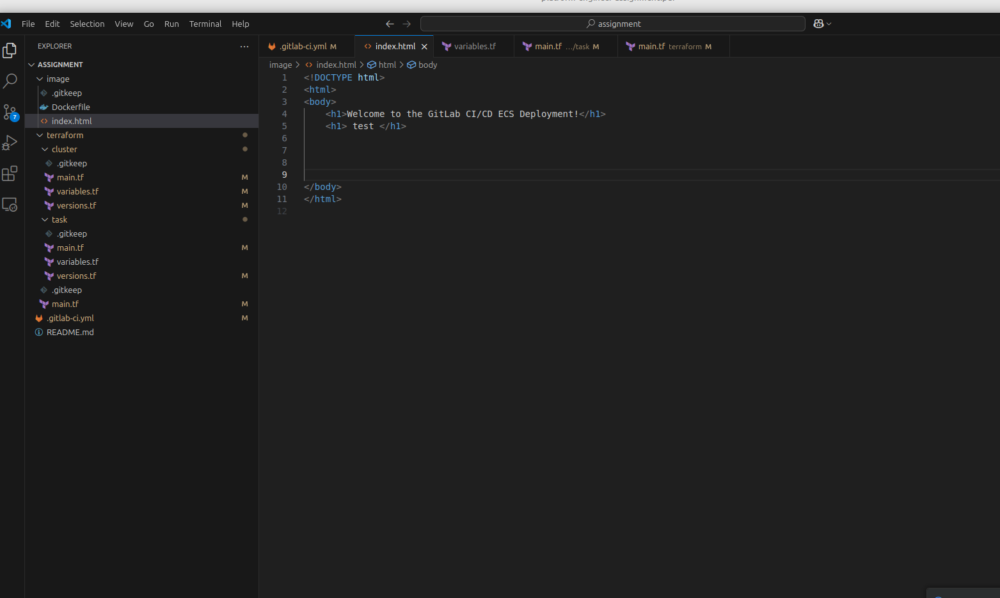 File Edit Selection View Go Run Terminal Help
assignment
EXPLORER
ASSIGNMENT
image
.gitkeep
Dockerfile
index.html
terraform
cluster
.gitkeep
main.tf M
variables.tf M
versions.tf M
task
.gitkeep
main.tf M
variables.tf
versions.tf M
.gitkeep
main.tf M
.gitlab-ci.yml M
README.md
7
.gitlab-ci.yml M index.html variables.tf main.tf .../task M main.tf terraform M
image > index.html > html > body
1 <!DOCTYPE html>
2 <html>
3 <body>
4 <h1>Welcome to the GitLab CI/CD ECS Deployment!</h1>
5 <h1> test </h1>
6
7
8
9
10 </body>
11 </html>
12